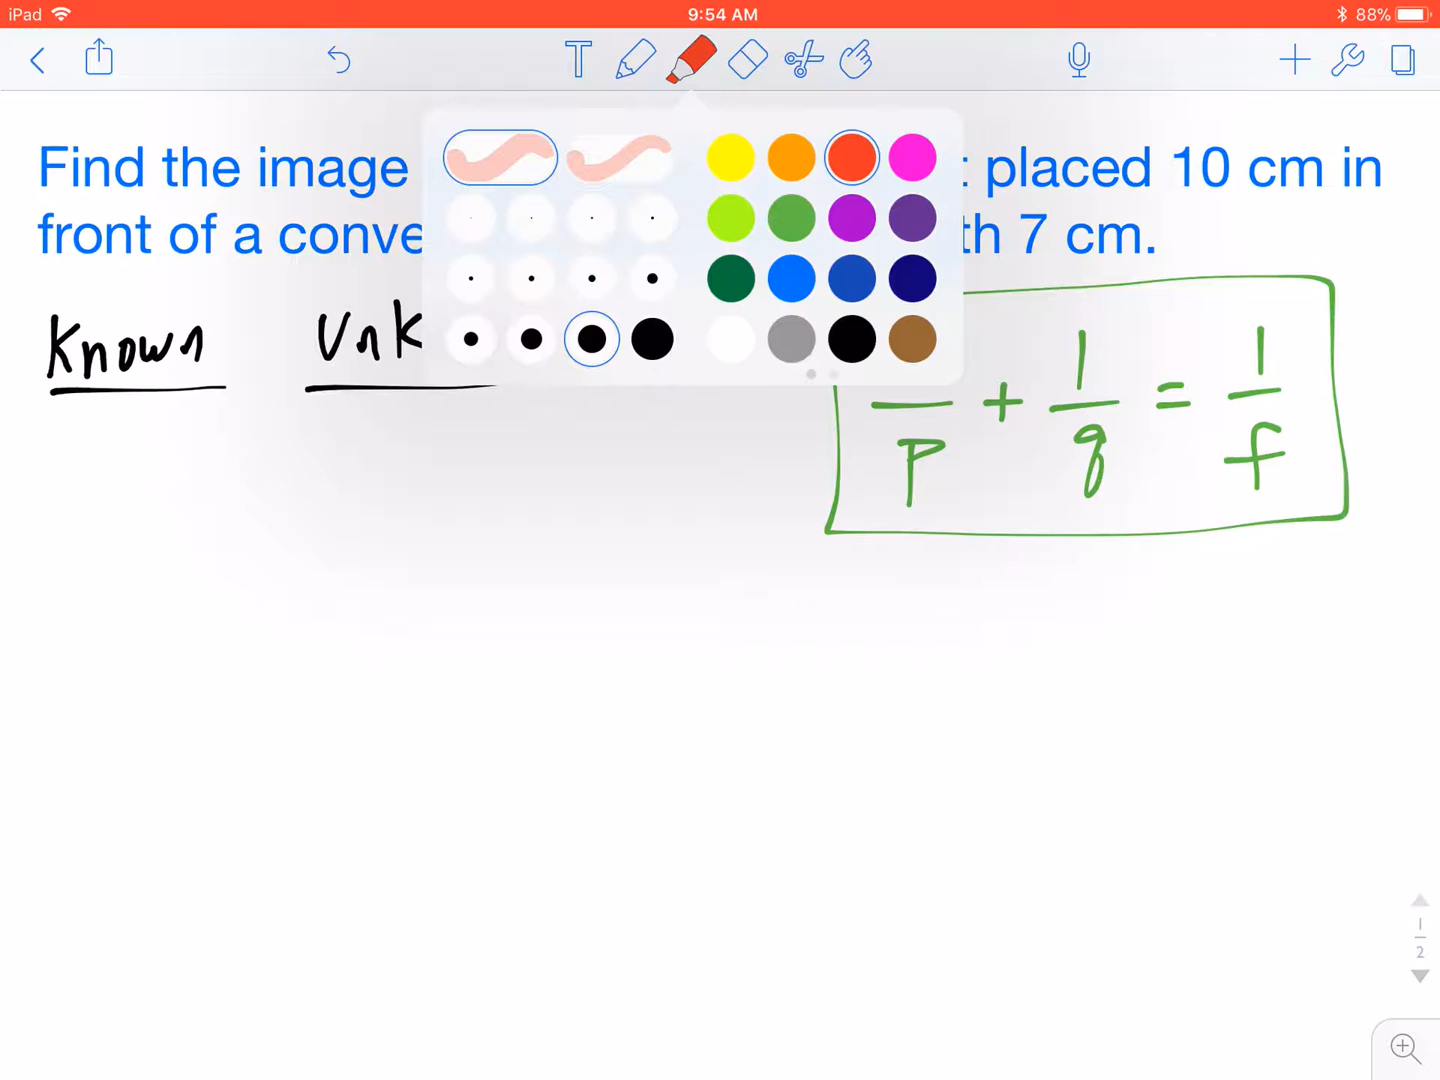 iPad 9:54 AM 88%
T
Find the image t placed 10 cm in
front of a conve th 7 cm.
Known Unk
— + 1/q = 1/f
p
1
2